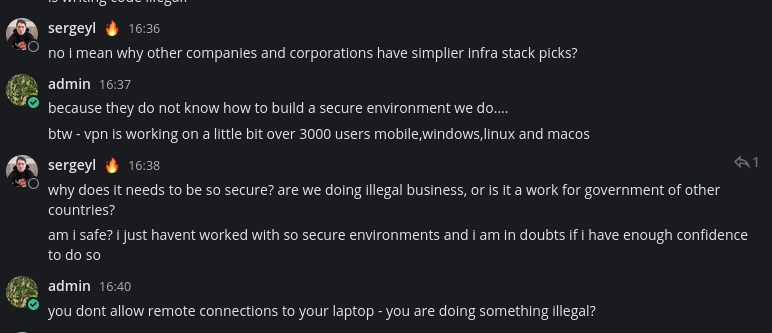 is writing code illegal?
sergeyl 🔥 16:36
no i mean why other companies and corporations have simplier infra stack picks?
admin 16:37
because they do not know how to build a secure environment we do....
btw - vpn is working on a little bit over 3000 users mobile,windows,linux and macos
sergeyl 🔥 16:38
1
why does it needs to be so secure? are we doing illegal business, or is it a work for government of other
countries?
am i safe? i just havent worked with so secure environments and i am in doubts if i have enough confidence
to do so
admin 16:40
you dont allow remote connections to your laptop - you are doing something illegal?